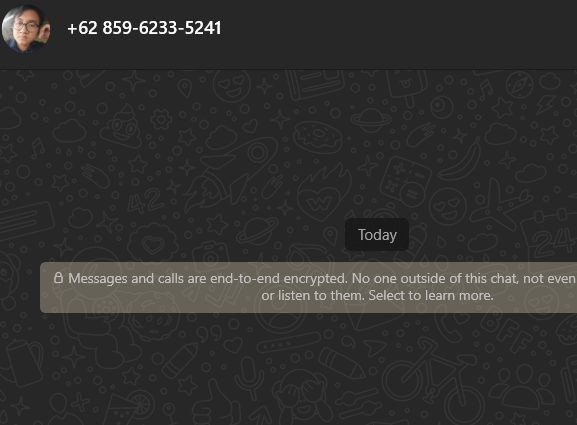 +62 859-6233-5241
Today
Messages and calls are end-to-end encrypted. No one outside of this chat, not even
or listen to them. Select to learn more.